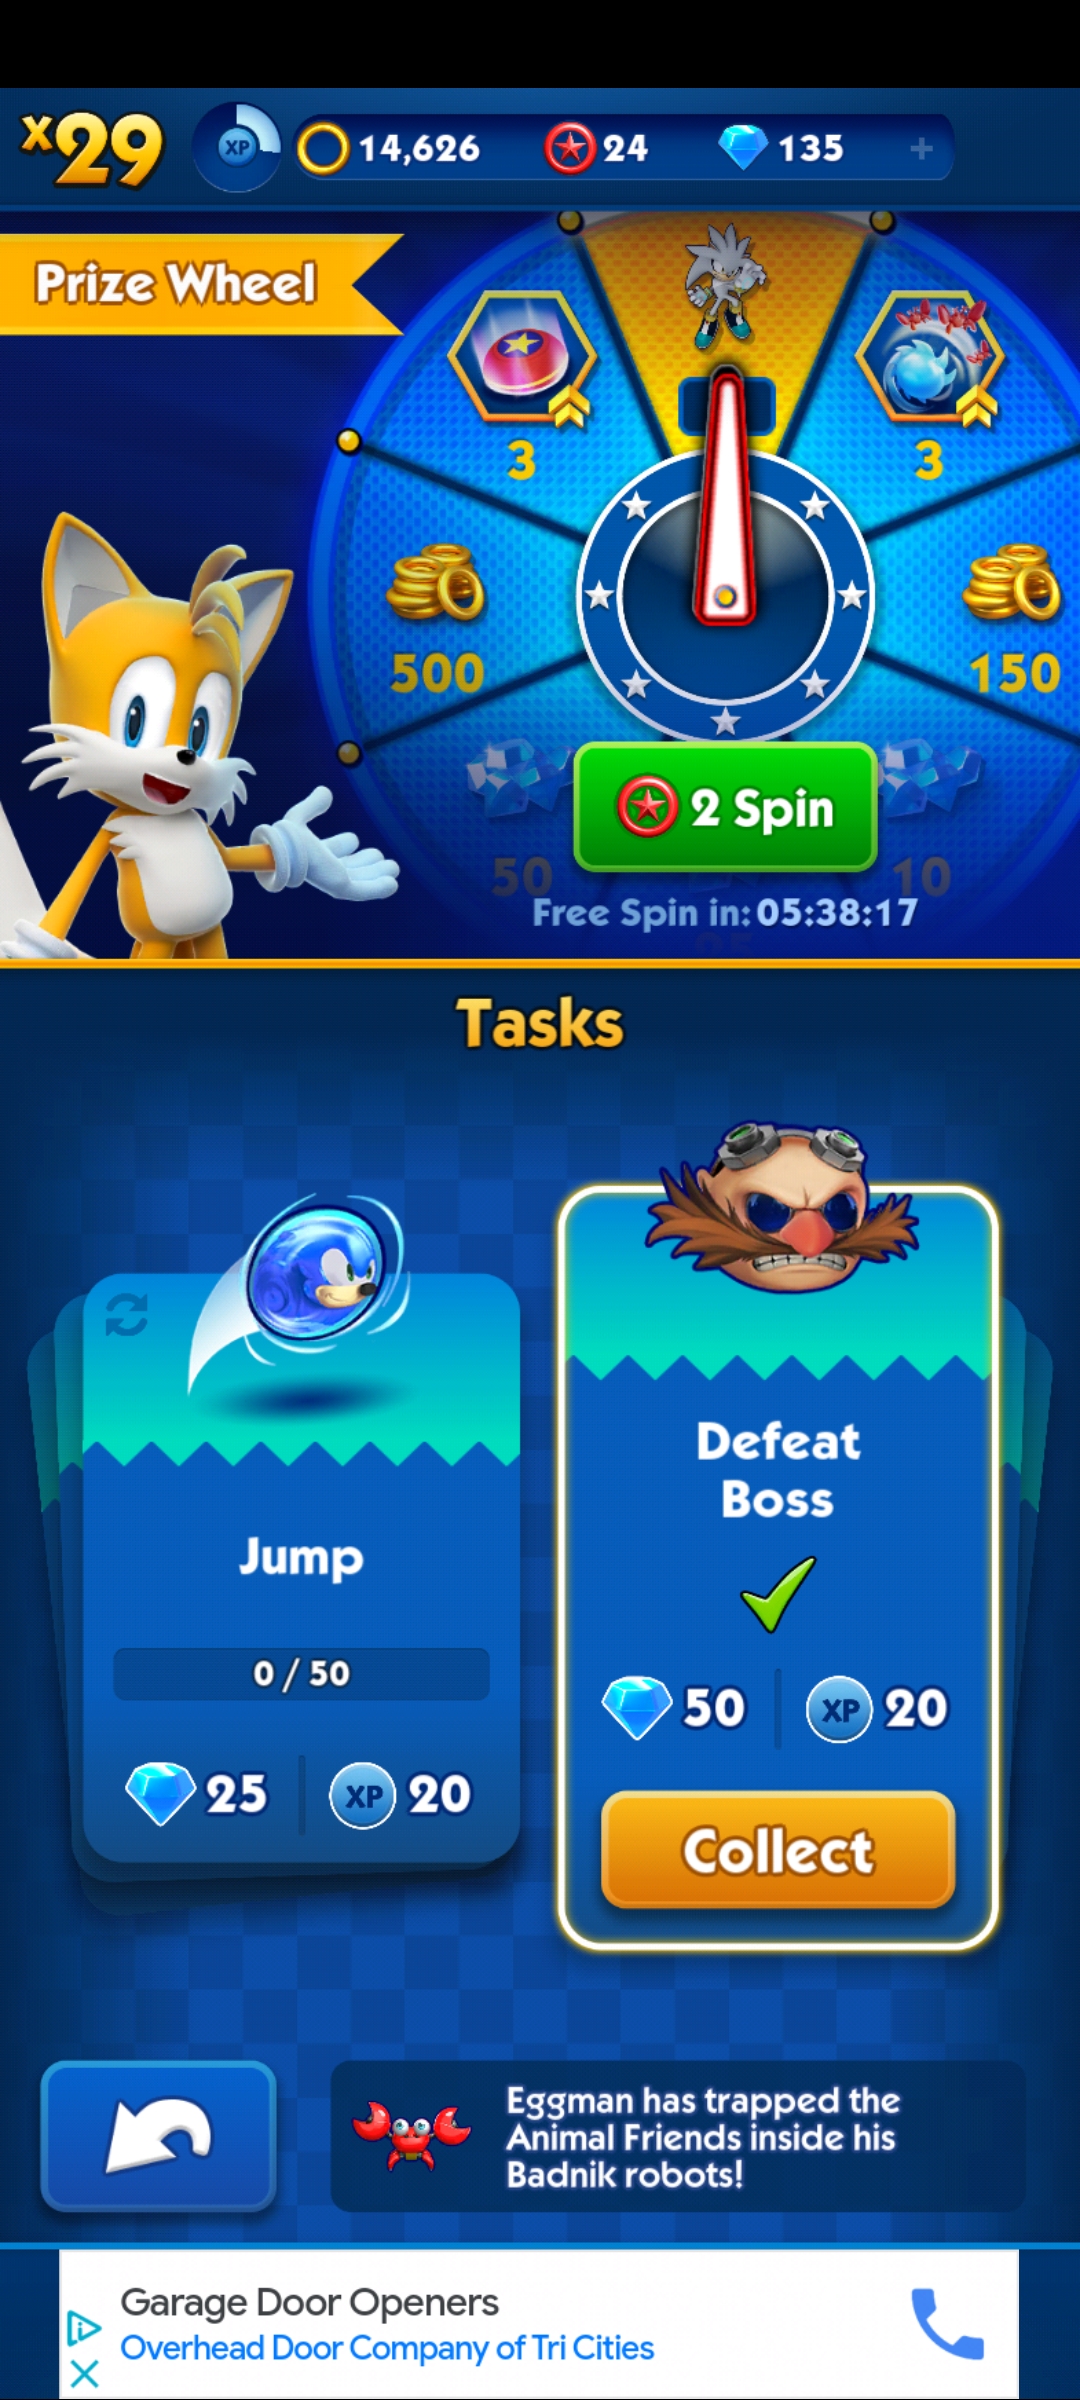 x29
XP
14,626
24
135
+
Prize Wheel
3
3
500
150
2 Spin
50
10
Free Spin in: 05:38:17
25
Tasks
Jump
0 / 50
25
XP 20
Defeat
Boss
50
XP 20
Collect
Eggman has trapped the
Animal Friends inside his
Badnik robots!
Garage Door Openers
Overhead Door Company of Tri Cities